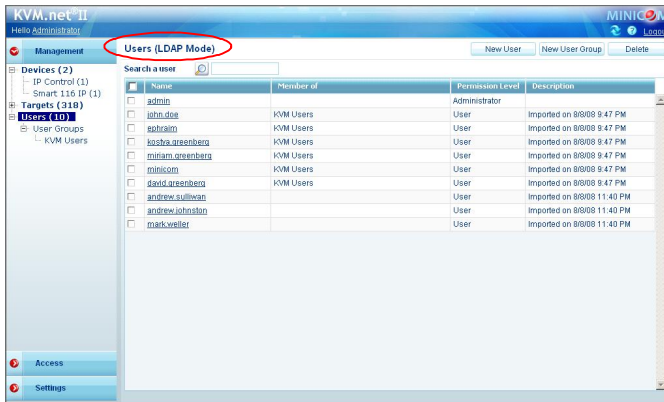 KVM.net®II
MINICOM
Hello Administrator
Logout
Management
Users (LDAP Mode)
New User
New User Group
Delete
Devices (2)
IP Control (1)
Smart 116 IP (1)
Targets (318)
Users (10)
User Groups
KVM Users
Search a user
Name Member of Permission Level Description
admin Administrator
john.doe KVM Users User Imported on 8/8/08 9:47 PM
ephraim KVM Users User Imported on 8/8/08 9:47 PM
kostya.greenberg KVM Users User Imported on 8/8/08 9:47 PM
miriam.greenberg KVM Users User Imported on 8/8/08 9:47 PM
minicom KVM Users User Imported on 8/8/08 9:47 PM
david.greenberg KVM Users User Imported on 8/8/08 9:47 PM
andrew.sulliwan User Imported on 8/8/08 11:40 PM
andrew.johnston User Imported on 8/8/08 11:40 PM
mark.weller User Imported on 8/8/08 11:40 PM
Access
Settings